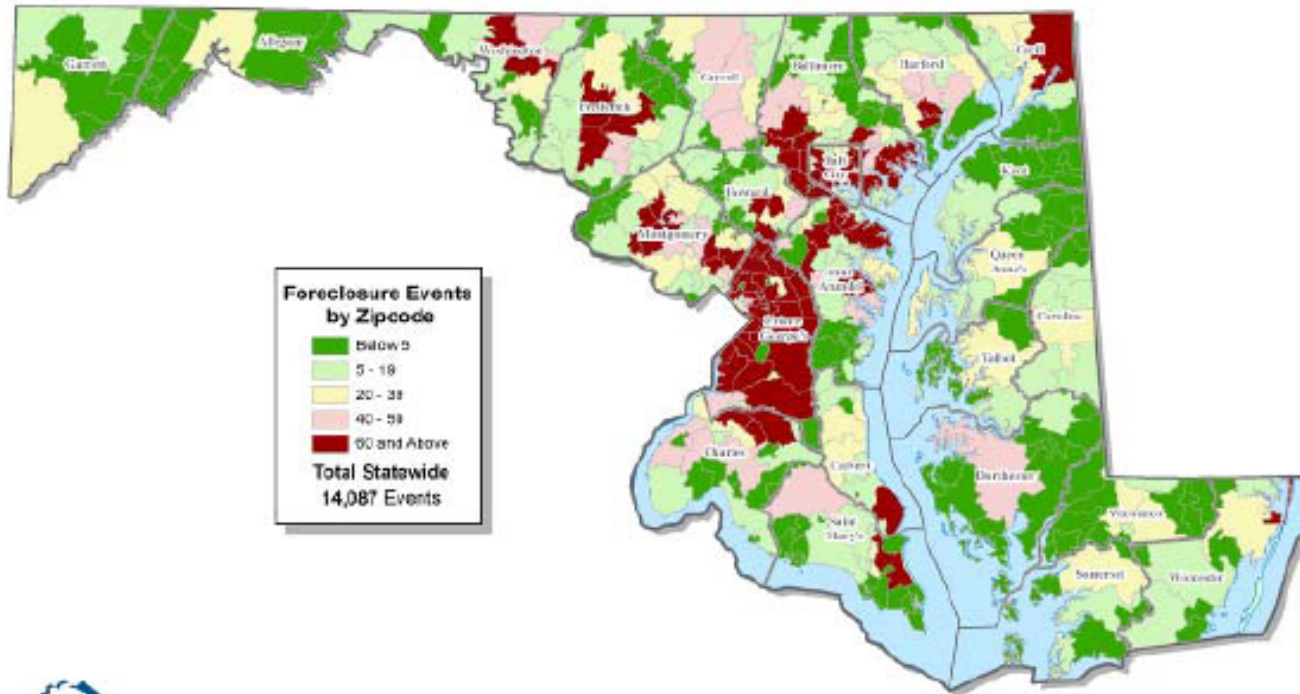 Garrett
Allegany
Washington
Frederick
Carroll
Baltimore
Harford
Cecil
Balt
City
Kent
Howard
Montgomery
Queen
Anne's
Anne
Arundel
Prince
George's
Caroline
Talbot
Charles
Calvert
Dorchester
Saint
Mary's
Wicomico
Somerset
Worcester
Foreclosure Events
by Zipcode
Below 5
5 - 19
20 - 39
40 - 59
60 and Above
Total Statewide
14,087 Events